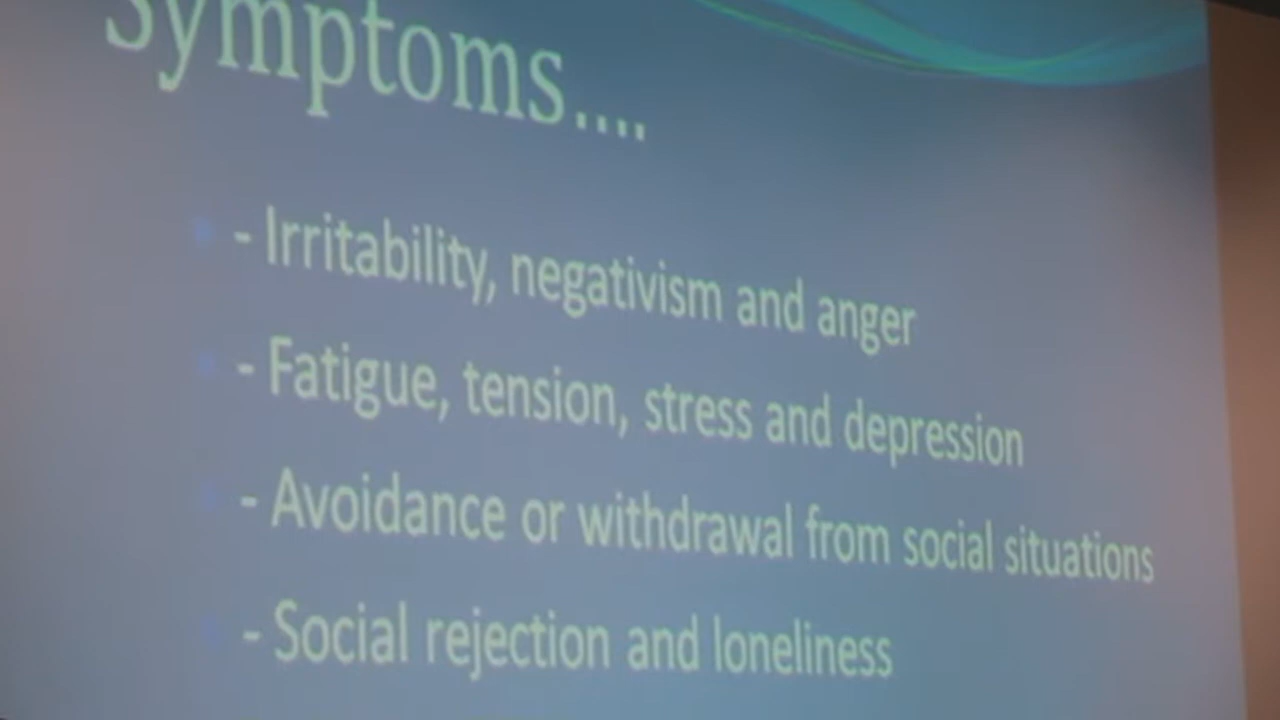 Symptoms....
- Irritability, negativism and anger
- Fatigue, tension, stress and depression
- Avoidance or withdrawal from social situations
- Social rejection and loneliness